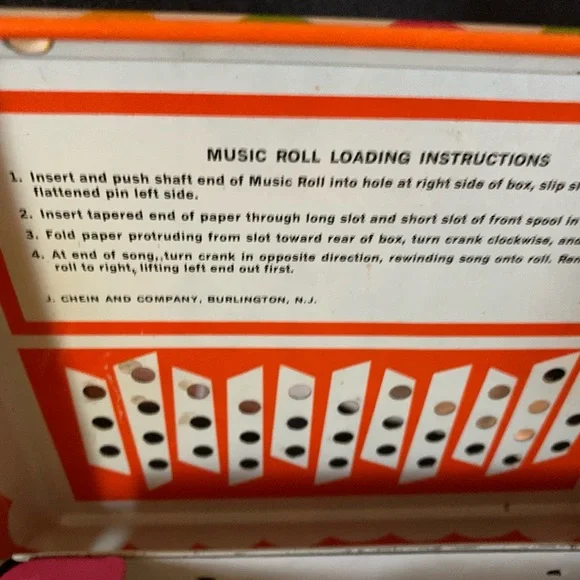 MUSIC ROLL LOADING INSTRUCTIONS
1. Insert and push shaft end of Music Roll into hole at right side of box, slip
flattened pin left side.
2. Insert tapered end of paper through long slot and short slot of front spool in
3. Fold paper protruding from slot toward rear of box, turn crank clockwise, and
4. At end of song, turn crank in opposite direction, rewinding song onto roll.
roll to right, lifting left end out first.
J. CHEIN AND COMPANY, BURLINGTON, N.J.